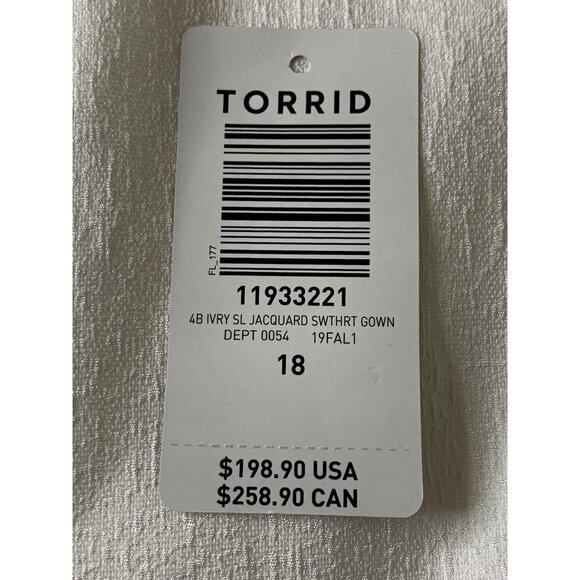 TORRID
FL_177
11933221
4B IVRY SL JACQUARD SWTHRT GOWN
DEPT 0054 19FAL1
18
$198.90 USA
$258.90 CAN